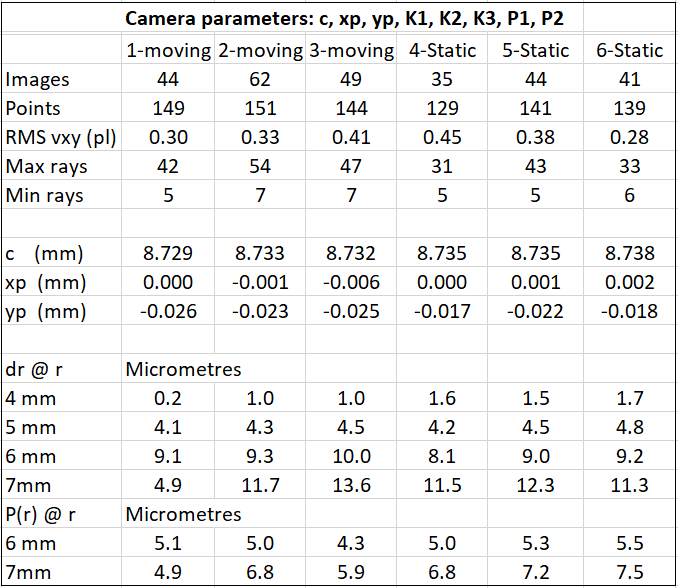 Camera parameters: c, xp, yp, K1, K2, K3, P1, P2
1-moving 2-moving 3-moving 4-Static 5-Static 6-Static
Images 44 62 49 35 44 41
Points 149 151 144 129 141 139
RMS vxy (pl) 0.30 0.33 0.41 0.45 0.38 0.28
Max rays 42 54 47 31 43 33
Min rays 5 7 7 5 5 6
c (mm) 8.729 8.733 8.732 8.735 8.735 8.738
xp (mm) 0.000 -0.001 -0.006 0.000 0.001 0.002
yp (mm) -0.026 -0.023 -0.025 -0.017 -0.022 -0.018
dr @ r Micrometres
4 mm 0.2 1.0 1.0 1.6 1.5 1.7
5 mm 4.1 4.3 4.5 4.2 4.5 4.8
6 mm 9.1 9.3 10.0 8.1 9.0 9.2
7mm 4.9 11.7 13.6 11.5 12.3 11.3
P(r) @ r Micrometres
6 mm 5.1 5.0 4.3 5.0 5.3 5.5
7mm 4.9 6.8 5.9 6.8 7.2 7.5